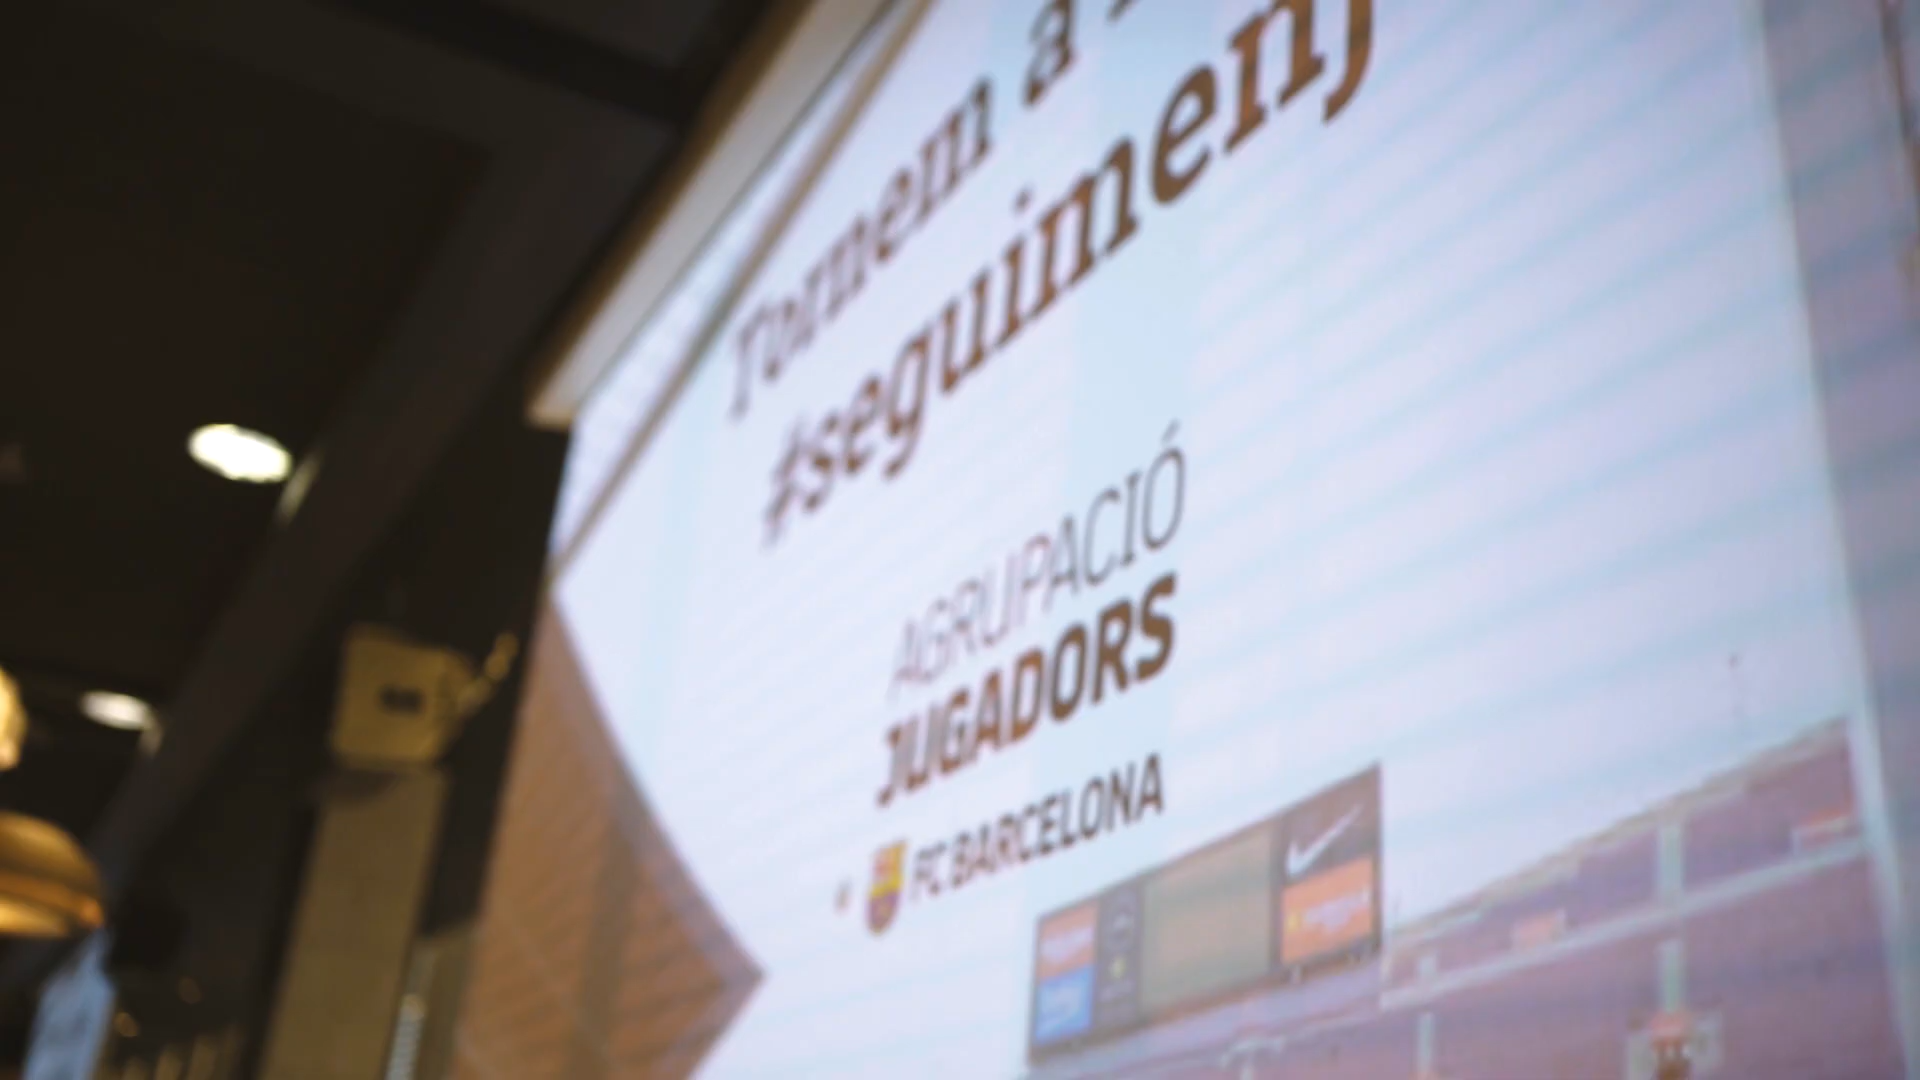 Tornem a
#seguimenj
AGRUPACIÓ
JUGADORS
FC BARCELONA